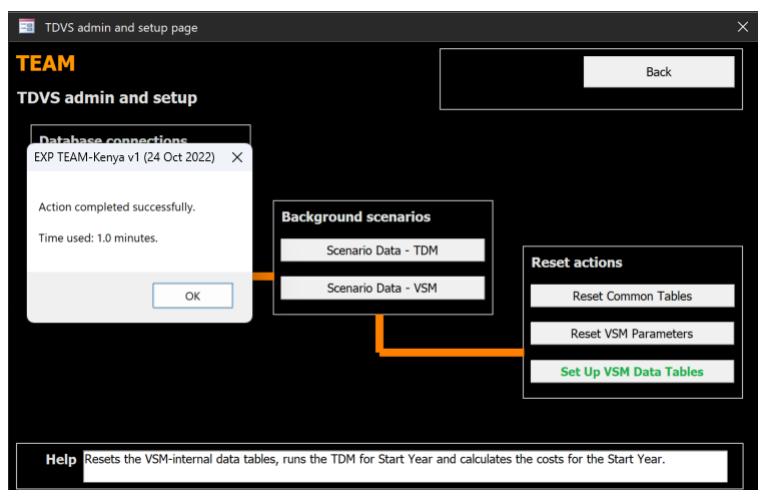 TDVS admin and setup page
TEAM
Back
TDVS admin and setup
Database connections
EXP TEAM-Kenya v1 (24 Oct 2022)
Action completed successfully.
Time used: 1.0 minutes.
OK
Background scenarios
Scenario Data - TDM
Scenario Data - VSM
Reset actions
Reset Common Tables
Reset VSM Parameters
Set Up VSM Data Tables
Help Resets the VSM-internal data tables, runs the TDM for Start Year and calculates the costs for the Start Year.